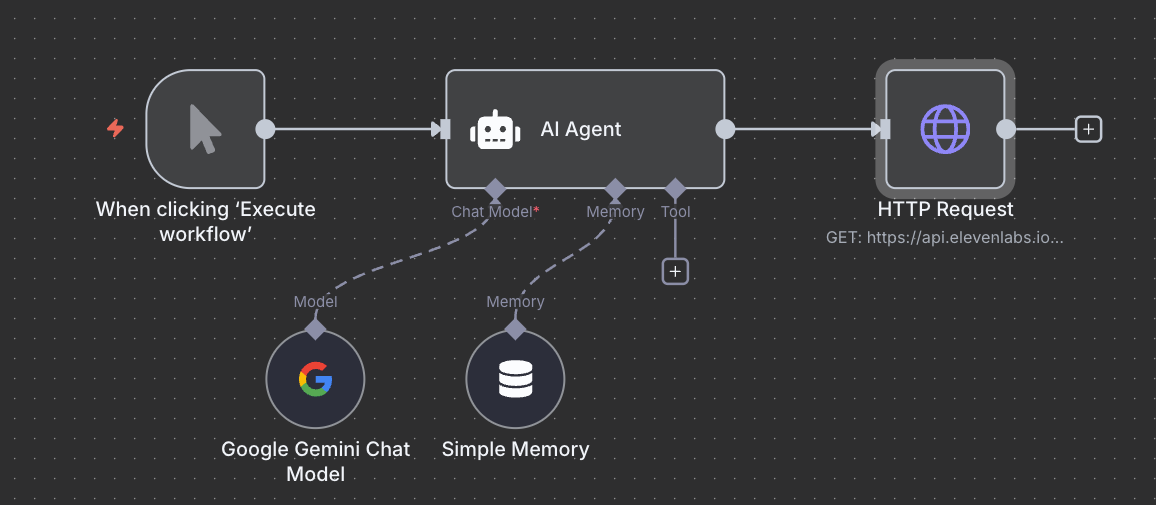 AI Agent
Chat Model*
Memory
Tool
When clicking ‘Execute
workflow’
HTTP Request
GET: https://api.elevenlabs.io...
Model
Memory
Google Gemini Chat
Model
Simple Memory